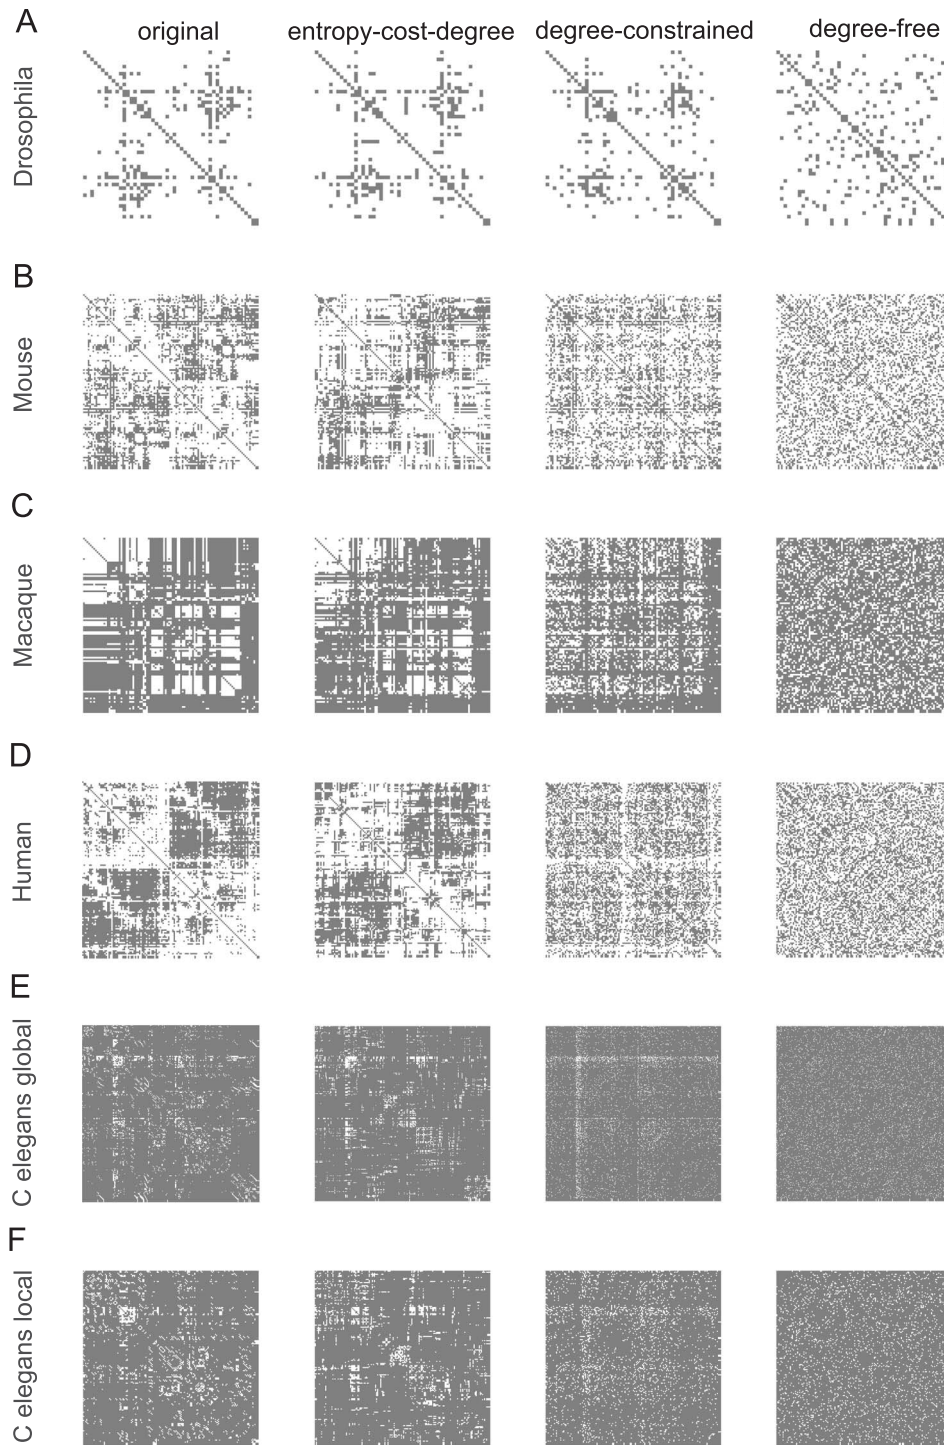 A
original entropy-cost-degree degree-constrained degree-free
Drosophila
B
Mouse
C
Macaque
D
Human
E
C elegans global
F
C elegans local